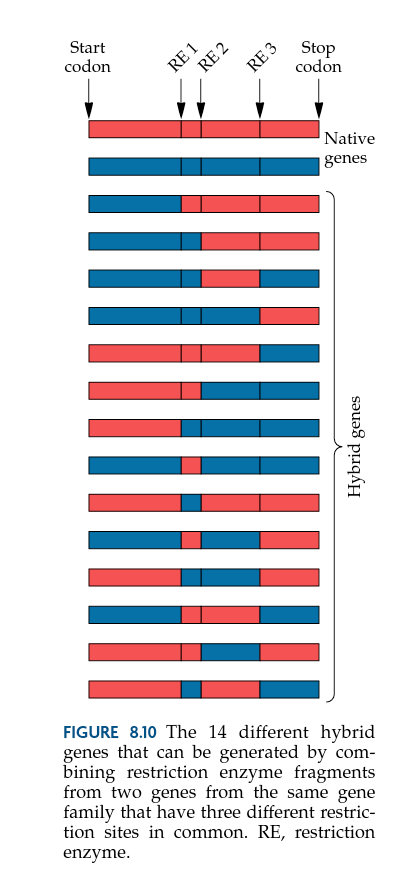 Start
codon
RE 1
RE 2
RE 3
Stop
codon
Native
genes
Hybrid genes
FIGURE 8.10 The 14 different hybrid
genes that can be generated by com-
bining restriction enzyme fragments
from two genes from the same gene
family that have three different restric-
tion sites in common. RE, restriction
enzyme.